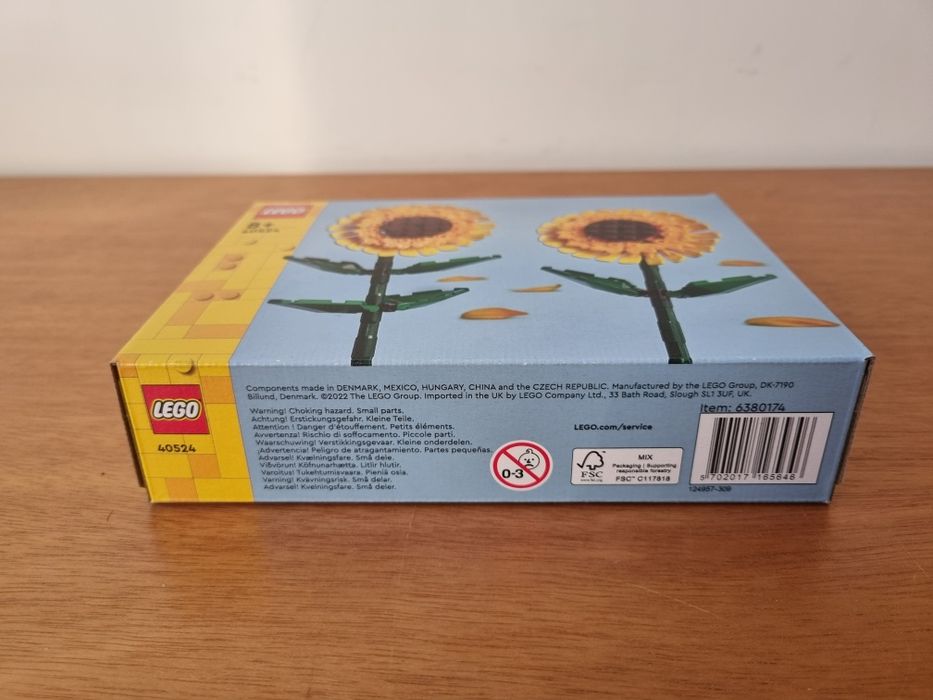 LEGO
8+
40524
LEGO
40524
Components made in DENMARK, MEXICO, HUNGARY, CHINA and the CZECH REPUBLIC. Manufactured by the LEGO Group, DK-7190
Billund, Denmark. ©2022 The LEGO Group. Imported in the UK by LEGO Company Ltd., 33 Bath Road, Slough SL1 3UF, UK.
Warning! Choking hazard. Small parts.
Achtung! Erstickungsgefahr. Kleine Teile.
Attention ! Danger d'étouffement. Petits éléments.
Avvertenza! Rischio di soffocamento. Piccole parti.
Waarschuwing! Verstikkingsgevaar. Kleine onderdelen.
¡Advertencia! Peligro de atragantamiento. Partes pequeñas.
Advarsel! Kvælningsfare. Små dele.
Viðvörun! Köfnunarhætta. Litlir hlutir.
Varoitus! Tukehtumisvaara. Pieniä osia.
Varning! Kvävningsrisk. Små delar.
Advarsel! Kvelningsfare. Små deler.
0-3
LEGO.com/service
FSC
www.fsc.org
MIX
Packaging | Supporting
responsible forestry
FSC™ C117818
Item: 6380174
5 702017 165848
124957-309